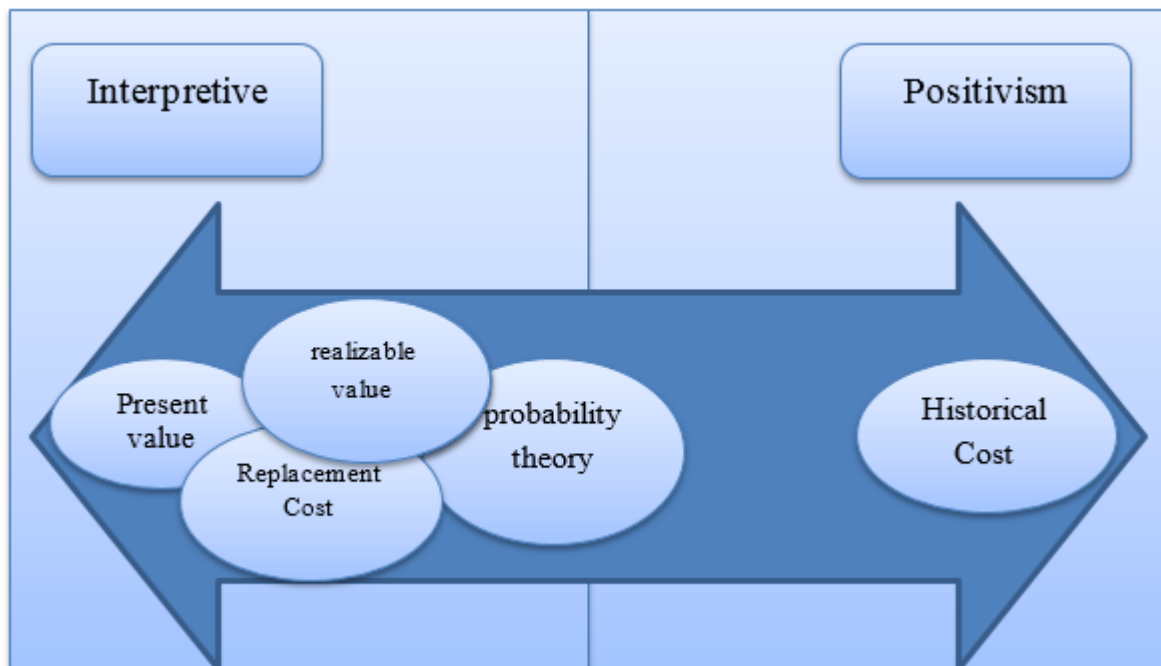 Interpretive
Positivism
realizable
value
Present
value
probability
theory
Replacement
Cost
Historical
Cost